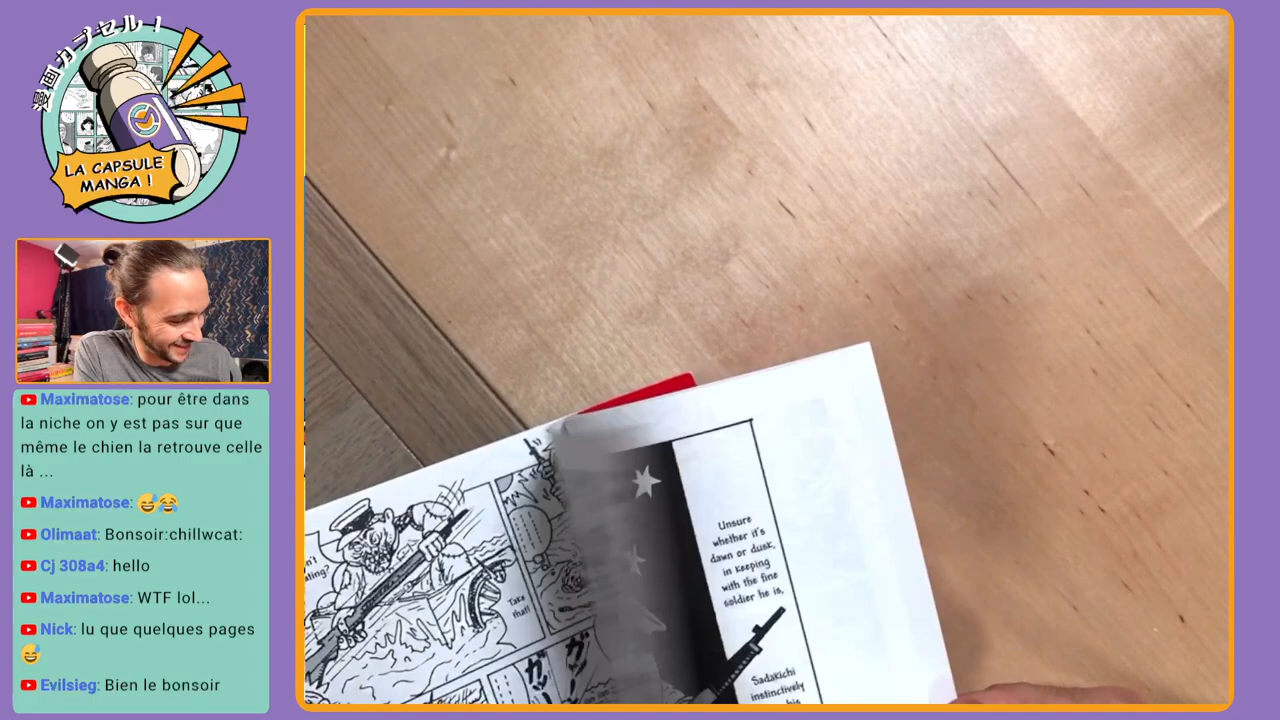 漫画カプセル！
LA CAPSULE
MANGA !
Maximatose: pour être dans
la niche on y est pas sur que
même le chien la retrouve celle
là ...
Maximatose: 😅😂
Olimaat: Bonsoir:chillwcat:
Cj 308a4: hello
Maximatose: WTF lol...
Nick: lu que quelques pages
😅
Evilsieg: Bien le bonsoir
Take
that!
Unsure
whether it's
dawn or dusk,
in keeping
with the fine
soldier he is,
Sadakichi
instinctively